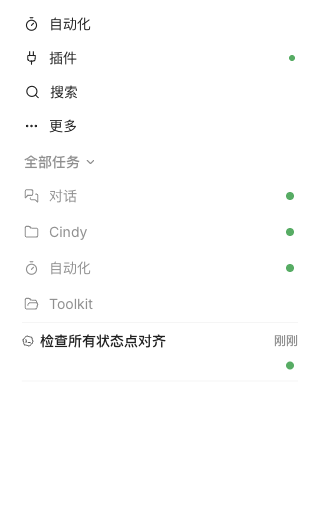 自动化
插件
搜索
更多
全部任务
对话
Cindy
自动化
Toolkit
检查所有状态点对齐 刚刚